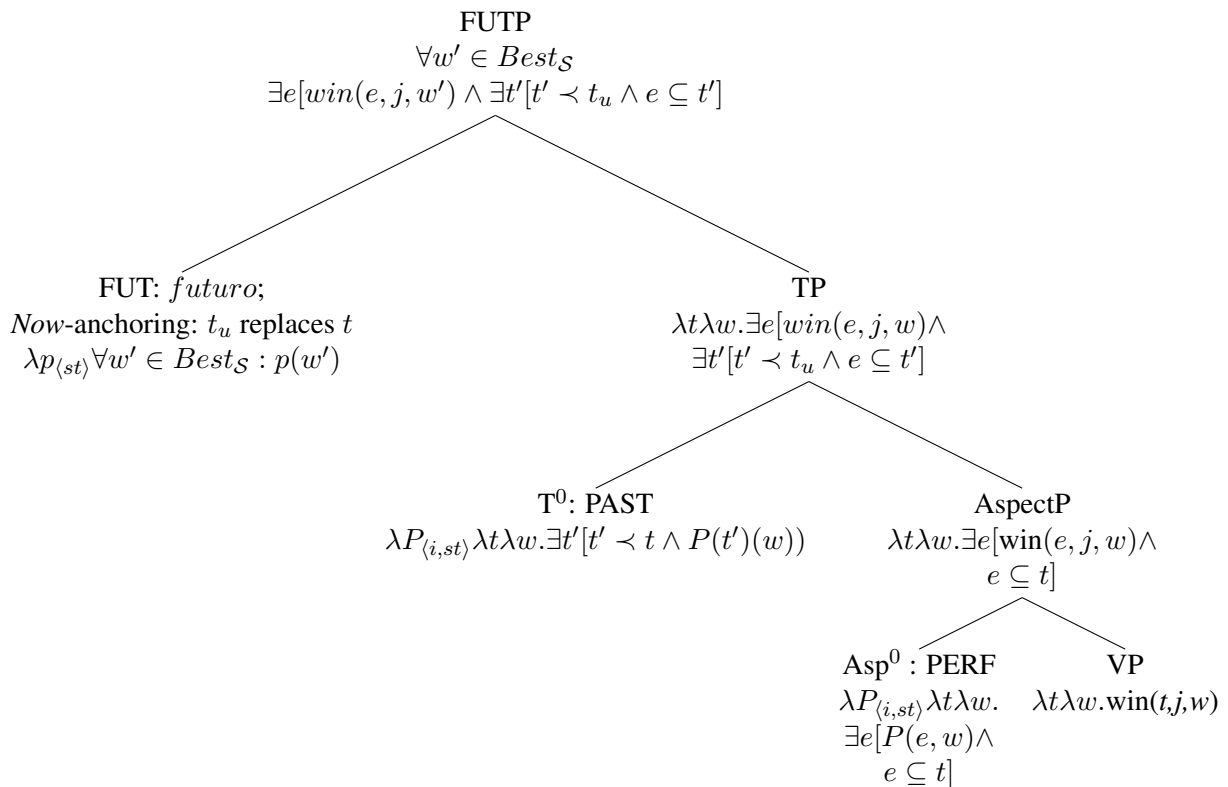 FUTP
∀w′ ∈ Best_𝒮
∃e[win(e, j, w′) ∧ ∃t′[t′ ≺ t_u ∧ e ⊆ t′]
FUT: futuro;
Now-anchoring: t_u replaces t
λp_⟨st⟩∀w′ ∈ Best_𝒮 : p(w′)
TP
λtλw.∃e[win(e, j, w)∧
∃t′[t′ ≺ t_u ∧ e ⊆ t′]
T⁰: PAST
λP_⟨i,st⟩λtλw.∃t′[t′ ≺ t ∧ P(t′)(w))
AspectP
λtλw.∃e[win(e, j, w)∧
e ⊆ t]
Asp⁰ : PERF
λP_⟨i,st⟩λtλw.
∃e[P(e, w)∧
e ⊆ t]
VP
λtλw.win(t,j,w)